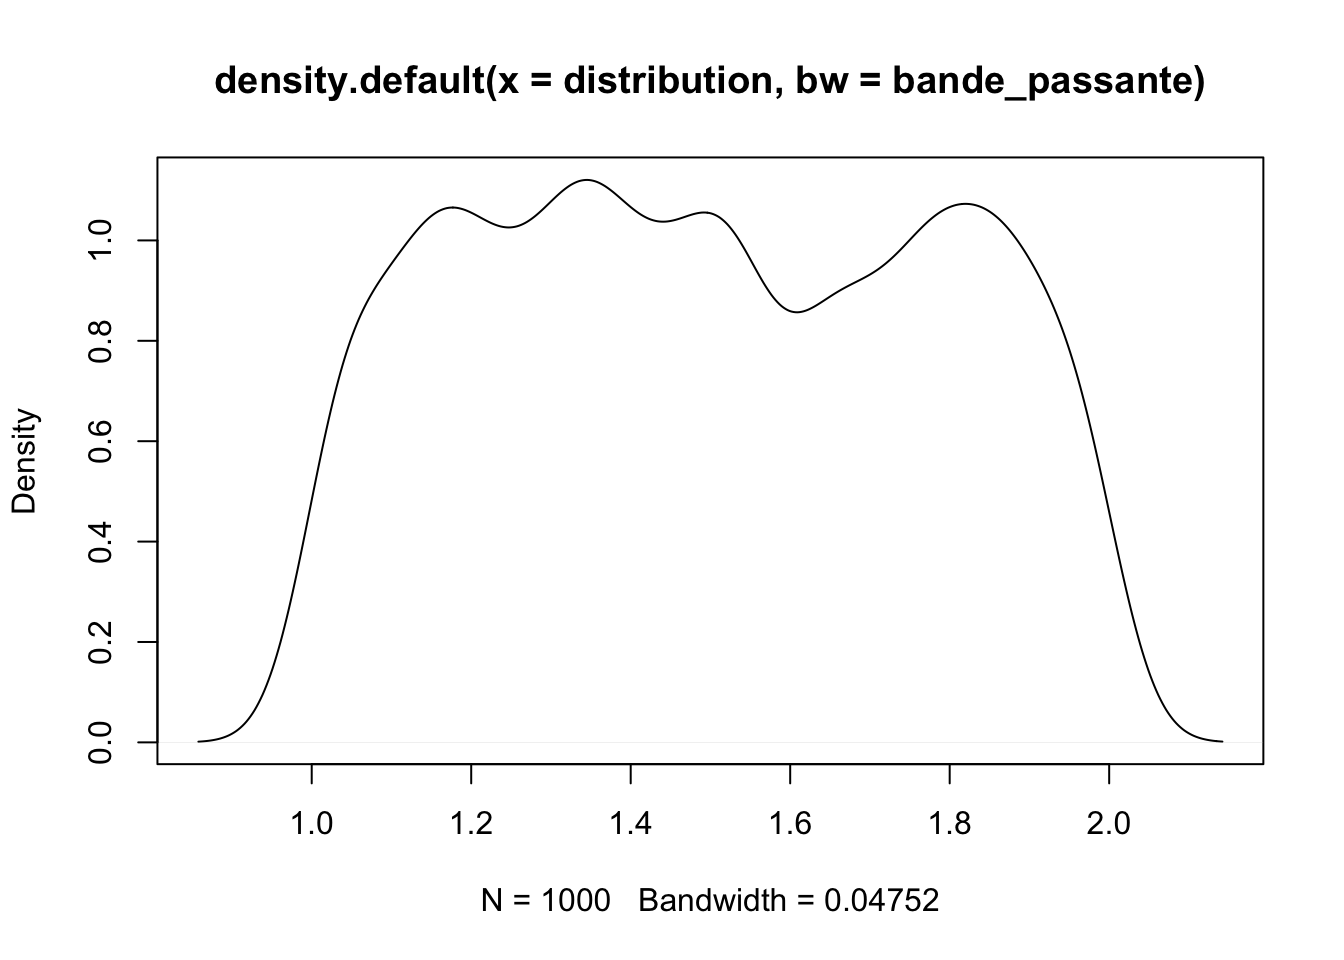 density.default(x = distribution, bw = bande_passante)
Density
1.0
0.8
0.6
0.4
0.2
0.0
1.0 1.2 1.4 1.6 1.8 2.0
N = 1000 Bandwidth = 0.04752